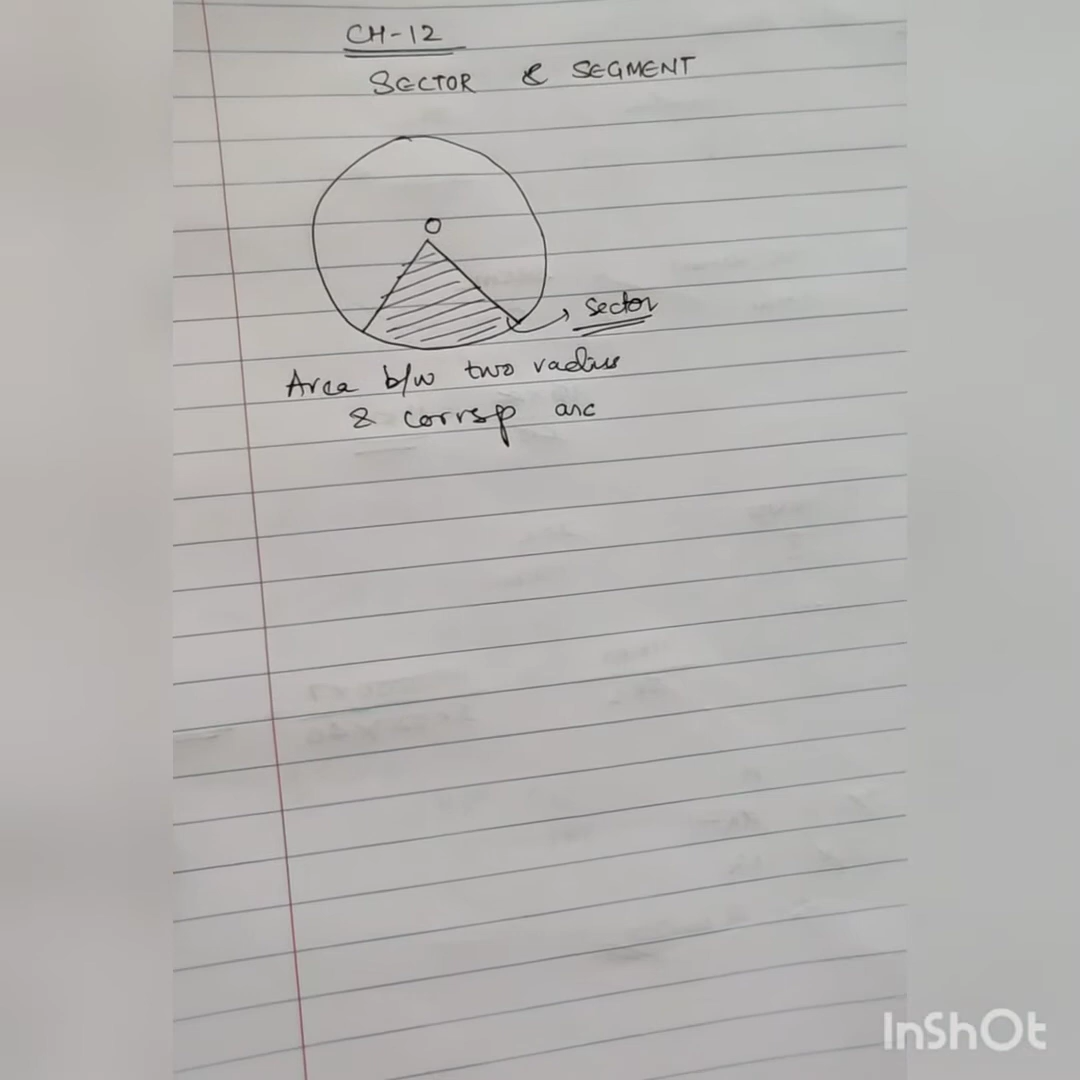 CH-12
SECTOR & SEGMENT
O
sector
Area b/w two radius
& corrsp arc
InShOt